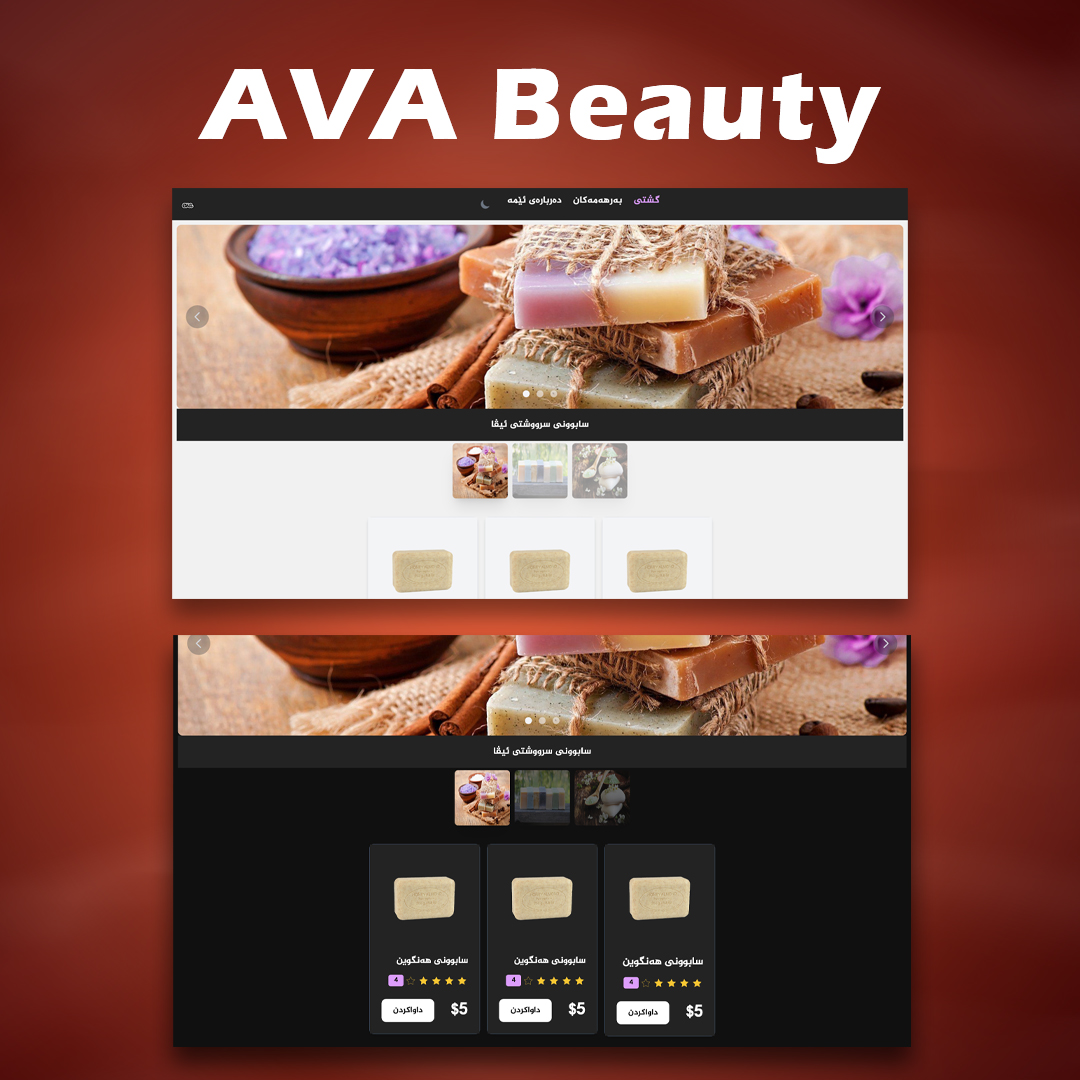 AVA Beauty
گشتی بەرهەمەکان دەربارەی ئێمە
سابوونی سرووشتی ئیڤا
سابوونی سرووشتی ئیڤا
سابوونی هەنگوین سابوونی هەنگوین سابوونی هەنگوین
4 4 4
داواکردن $5 داواکردن $5 داواکردن $5